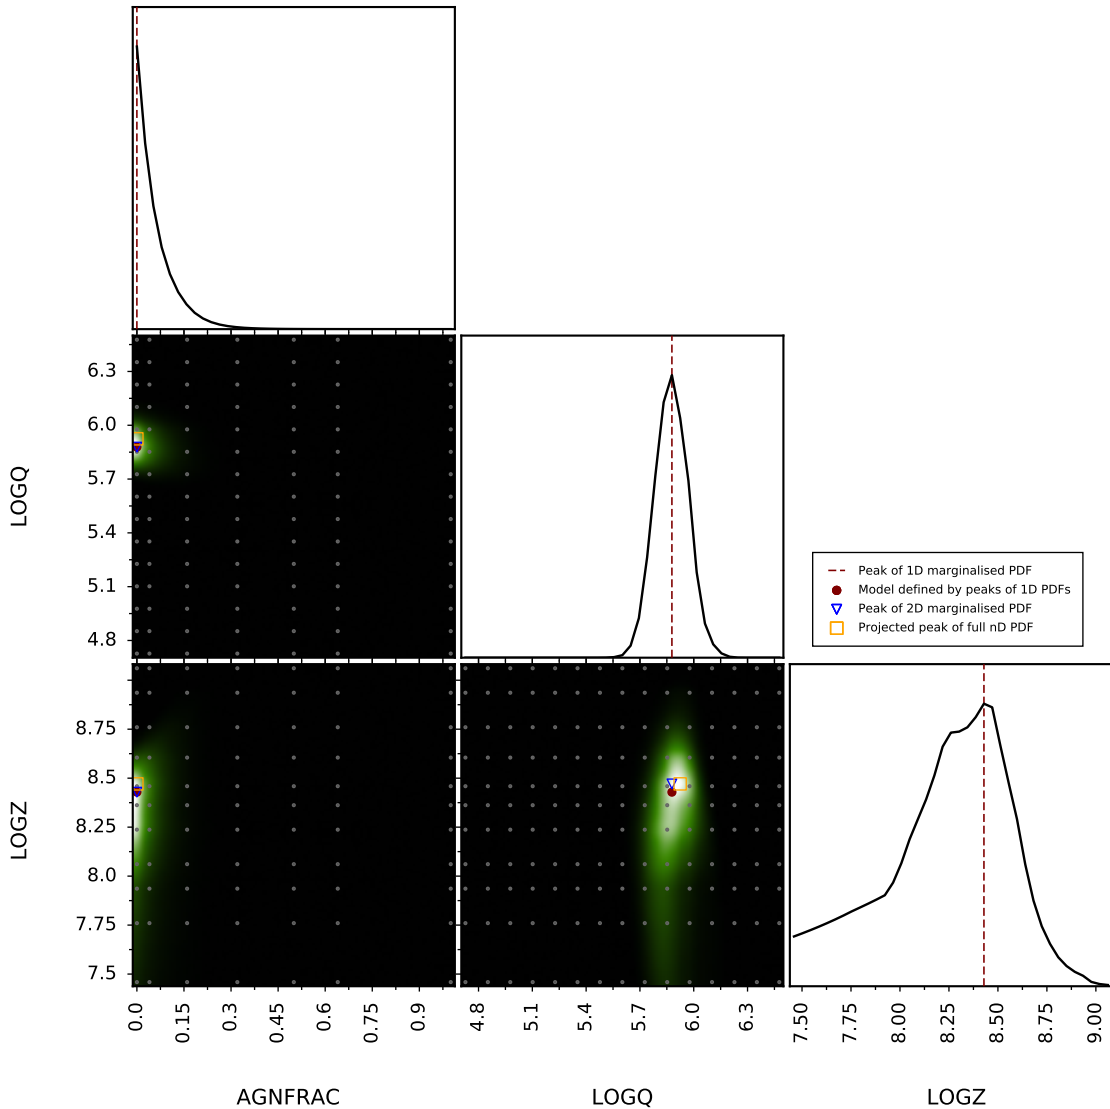 LOGQ
6.3
6.0
5.7
5.4
5.1
4.8
Peak of 1D marginalised PDF
Model defined by peaks of 1D PDFs
Peak of 2D marginalised PDF
Projected peak of full nD PDF
LOGZ
8.75
8.5
8.25
8.0
7.75
7.5
0.0 0.15 0.3 0.45 0.6 0.75 0.9
4.8 5.1 5.4 5.7 6.0 6.3
7.50 7.75 8.00 8.25 8.50 8.75 9.00
AGNFRAC
LOGQ
LOGZ